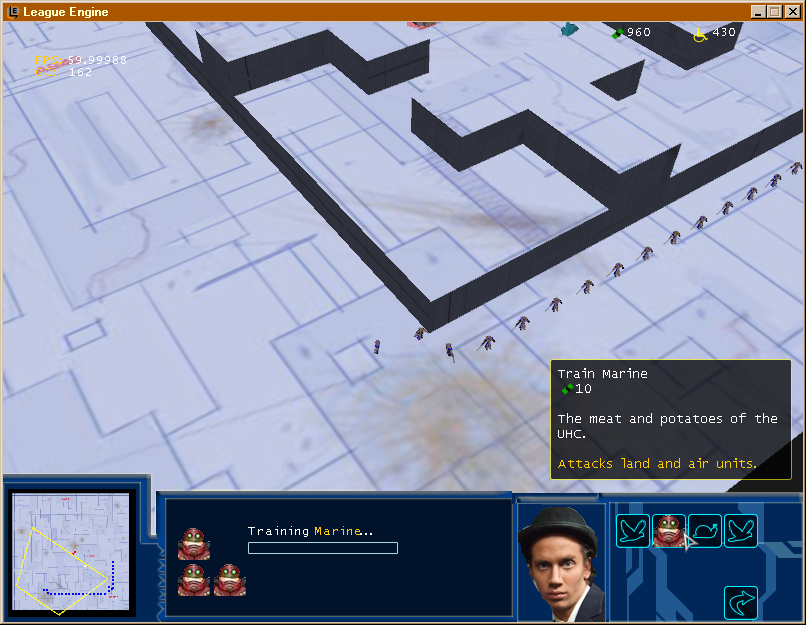 League Engine
960
430
59.99988
162
Train Marine
10
The meat and potatoes of the
UHC.
Attacks land and air units.
Training Marine...